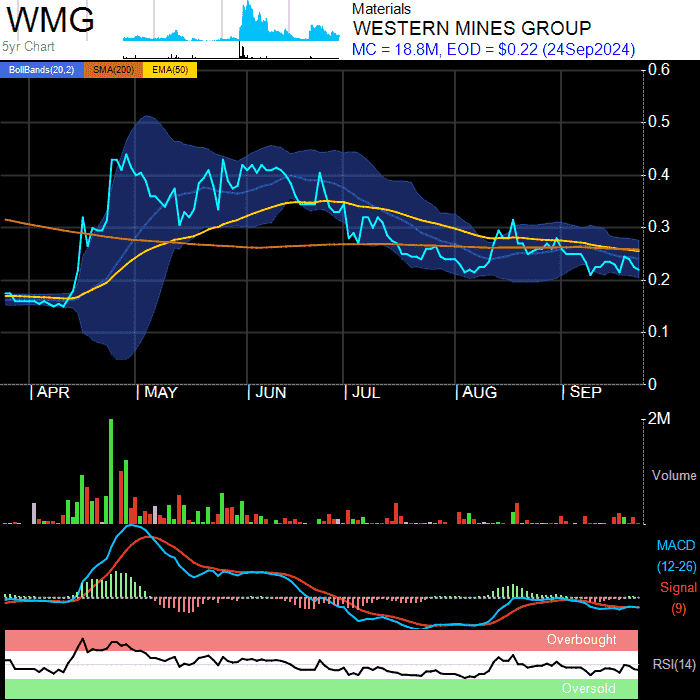 WMG
5yr Chart
Materials
WESTERN MINES GROUP
MC = 18.8M, EOD = $0.22 (24Sep2024)
BollBands(20,2) SMA(200) EMA(50)
0.6
0.5
0.4
0.3
0.2
0.1
0
APR MAY JUN JUL AUG SEP
2M
Volume
MACD
(12-26)
Signal
(9)
Overbought
RSI(14)
Oversold